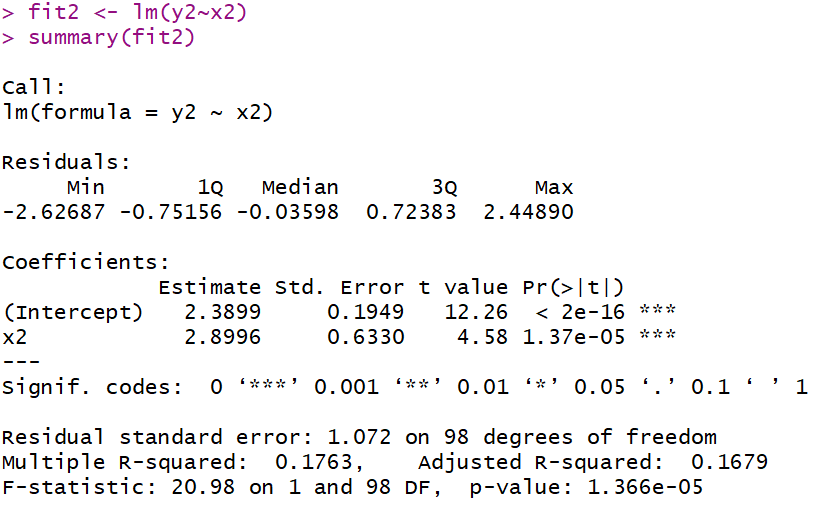 > fit2 <- lm(y2~x2)
> summary(fit2)
Call:
lm(formula = y2 ~ x2)
Residuals:
     Min       1Q   Median       3Q      Max
-2.62687 -0.75156 -0.03598  0.72383  2.44890
Coefficients:
            Estimate Std. Error t value Pr(>|t|)
(Intercept)   2.3899     0.1949   12.26  < 2e-16 ***
x2            2.8996     0.6330    4.58 1.37e-05 ***
---
Signif. codes:  0 ‘***’ 0.001 ‘**’ 0.01 ‘*’ 0.05 ‘.’ 0.1 ‘ ’ 1
Residual standard error: 1.072 on 98 degrees of freedom
Multiple R-squared:  0.1763,	Adjusted R-squared:  0.1679
F-statistic: 20.98 on 1 and 98 DF,  p-value: 1.366e-05